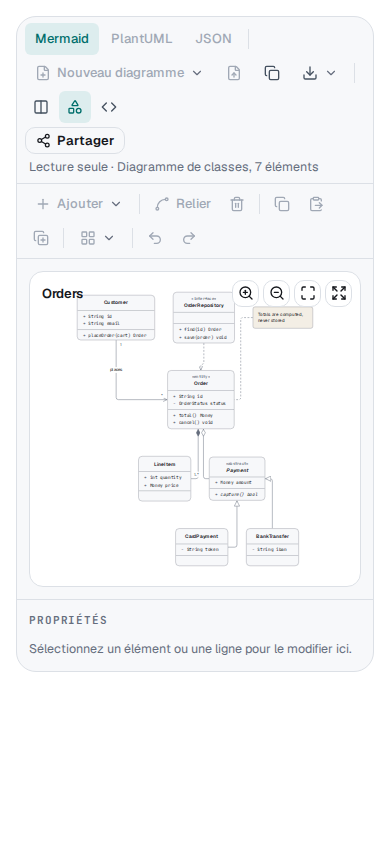 Mermaid PlantUML JSON
Nouveau diagramme
Partager
Lecture seule · Diagramme de classes, 7 éléments
Ajouter Relier
Orders
Customer
+ String id
+ String email
+ placeOrder(cart) Order
OrderRepository
+ find(id) Order
+ save(order) void
Totals are computed,
never stored
places
Order
+ String id
- OrderStatus status
+ total() Money
+ cancel() void
LineItem
+ Int quantity
+ Money price
Payment
+ Money amount
+ capture() bool
CardPayment
- String token
BankTransfer
- String iban
PROPRIÉTÉS
Sélectionnez un élément ou une ligne pour le modifier ici.